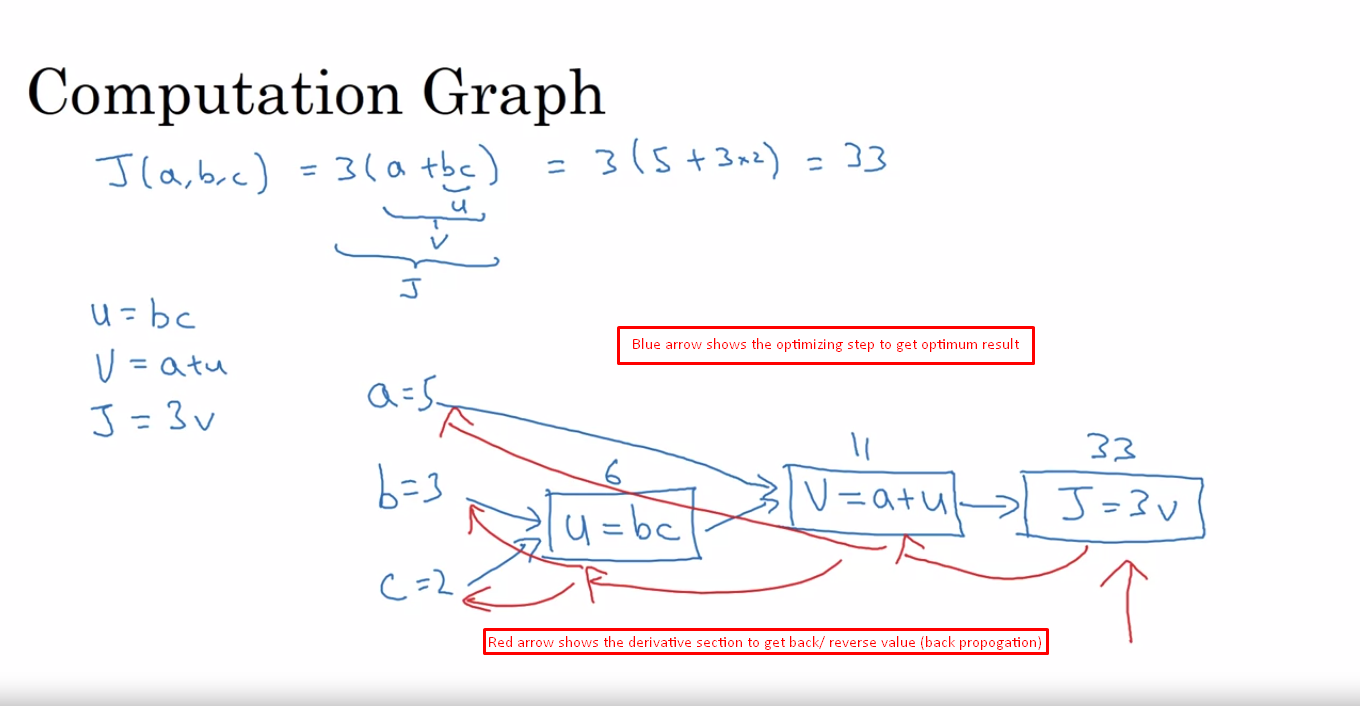 Computation Graph
J(a,b,c) = 3(a+bc) = 3(5+3×2) = 33
u
v
J
u = bc
v = a+u
J = 3v
Blue arrow shows the optimizing step to get optimum result
a=5
11
33
b=3
6
v=a+u
J=3v
u=bc
c=2
Red arrow shows the derivative section to get back/ reverse value (back propogation)